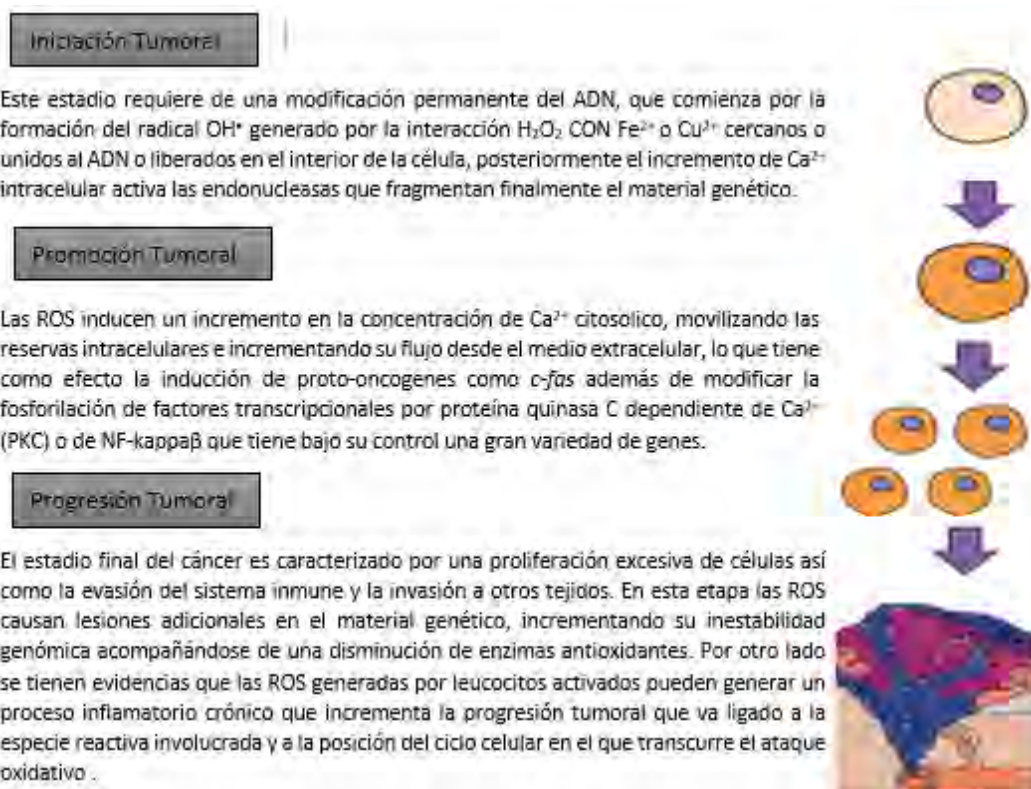 Iniciación Tumoral
Este estadio requiere de una modificación permanente del ADN, que comienza por la
formación del radical OH• generado por la interacción H₂O₂ CON Fe²⁺ o Cu²⁺ cercanos o
unidos al ADN o liberados en el interior de la célula, posteriormente el incremento de Ca²⁺
intracelular activa las endonucleasas que fragmentan finalmente el material genético.
Promoción Tumoral
Las ROS inducen un incremento en la concentración de Ca²⁺ citosolico, movilizando las
reservas intracelulares e incrementando su flujo desde el medio extracelular, lo que tiene
como efecto la inducción de proto-oncogenes como c-fas además de modificar la
fosforilación de factores transcripcionales por proteína quinasa C dependiente de Ca²⁺
(PKC) o de NF-kappaβ que tiene bajo su control una gran variedad de genes.
Progresión Tumoral
El estadio final del cáncer es caracterizado por una proliferación excesiva de células así
como la evasión del sistema inmune y la invasión a otros tejidos. En esta etapa las ROS
causan lesiones adicionales en el material genético, incrementando su inestabilidad
genómica acompañándose de una disminución de enzimas antioxidantes. Por otro lado
se tienen evidencias que las ROS generadas por leucocitos activados pueden generar un
proceso inflamatorio crónico que incrementa la progresión tumoral que va ligado a la
especie reactiva involucrada y a la posición del ciclo celular en el que transcurre el ataque
oxidativo .